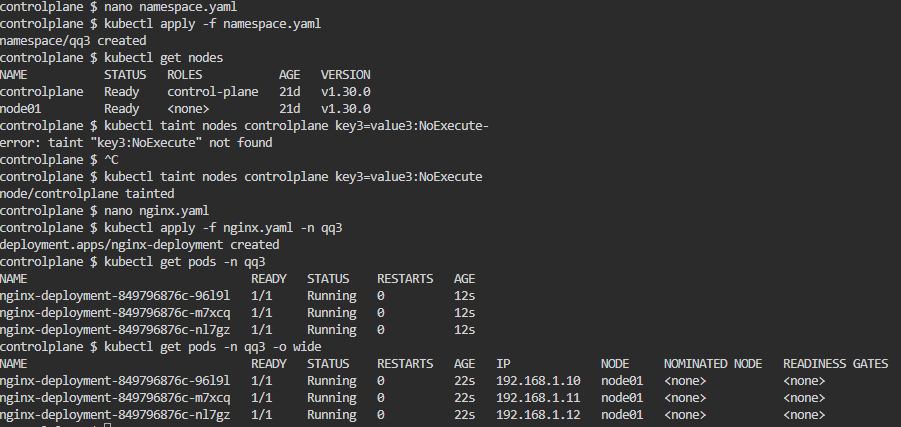 controlplane $ nano namespace.yaml
controlplane $ kubectl apply -f namespace.yaml
namespace/qq3 created
controlplane $ kubectl get nodes
NAME STATUS ROLES AGE VERSION
controlplane Ready control-plane 21d v1.30.0
node01 Ready <none> 21d v1.30.0
controlplane $ kubectl taint nodes controlplane key3=value3:NoExecute-
error: taint "key3:NoExecute" not found
controlplane $ ^C
controlplane $ kubectl taint nodes controlplane key3=value3:NoExecute
node/controlplane tainted
controlplane $ nano nginx.yaml
controlplane $ kubectl apply -f nginx.yaml -n qq3
deployment.apps/nginx-deployment created
controlplane $ kubectl get pods -n qq3
NAME READY STATUS RESTARTS AGE
nginx-deployment-849796876c-96l9l 1/1 Running 0 12s
nginx-deployment-849796876c-m7xcq 1/1 Running 0 12s
nginx-deployment-849796876c-nl7gz 1/1 Running 0 12s
controlplane $ kubectl get pods -n qq3 -o wide
NAME READY STATUS RESTARTS AGE IP NODE NOMINATED NODE READINESS GATES
nginx-deployment-849796876c-96l9l 1/1 Running 0 22s 192.168.1.10 node01 <none> <none>
nginx-deployment-849796876c-m7xcq 1/1 Running 0 22s 192.168.1.11 node01 <none> <none>
nginx-deployment-849796876c-nl7gz 1/1 Running 0 22s 192.168.1.12 node01 <none> <none>